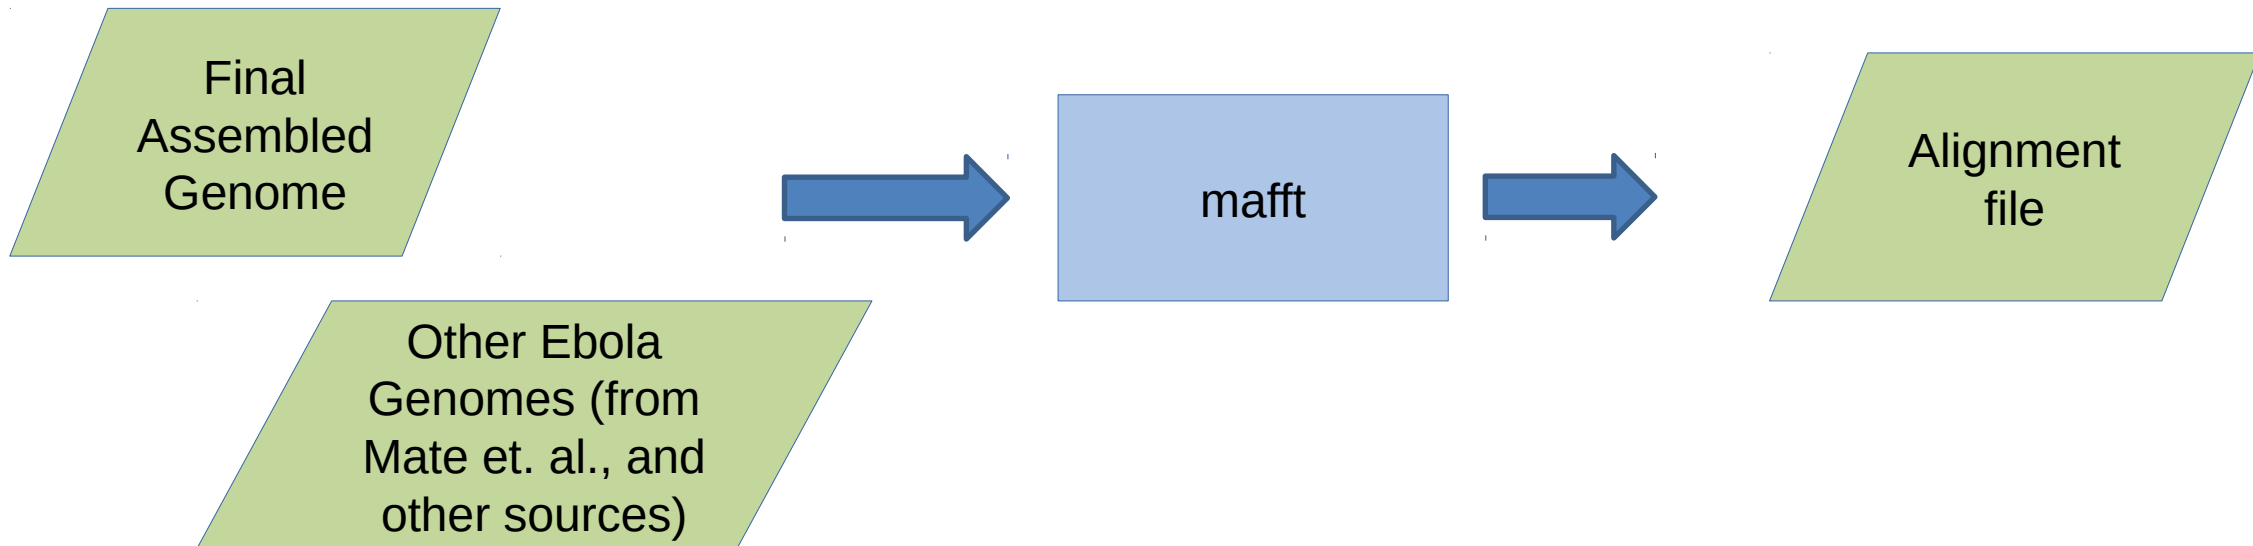 Final
Assembled
Genome
Other Ebola
Genomes (from
Mate et. al., and
other sources)
mafft
Alignment
file